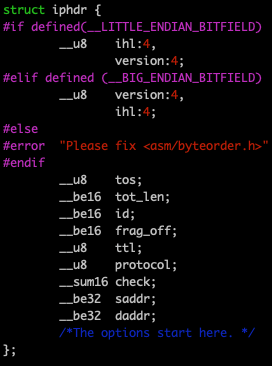 struct iphdr {
#if defined(__LITTLE_ENDIAN_BITFIELD)
        __u8    ihl:4,
                version:4;
#elif defined (__BIG_ENDIAN_BITFIELD)
        __u8    version:4,
                ihl:4;
#else
#error  "Please fix <asm/byteorder.h>"
#endif
        __u8    tos;
        __be16  tot_len;
        __be16  id;
        __be16  frag_off;
        __u8    ttl;
        __u8    protocol;
        __sum16 check;
        __be32  saddr;
        __be32  daddr;
        /*The options start here. */
};